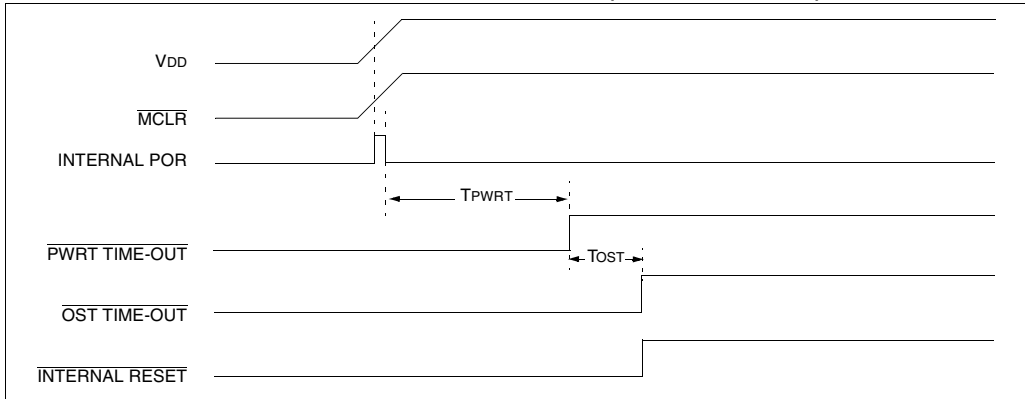 VDD
MCLR
INTERNAL POR
TPWRT
PWRT TIME-OUT
TOST
OST TIME-OUT
INTERNAL RESET